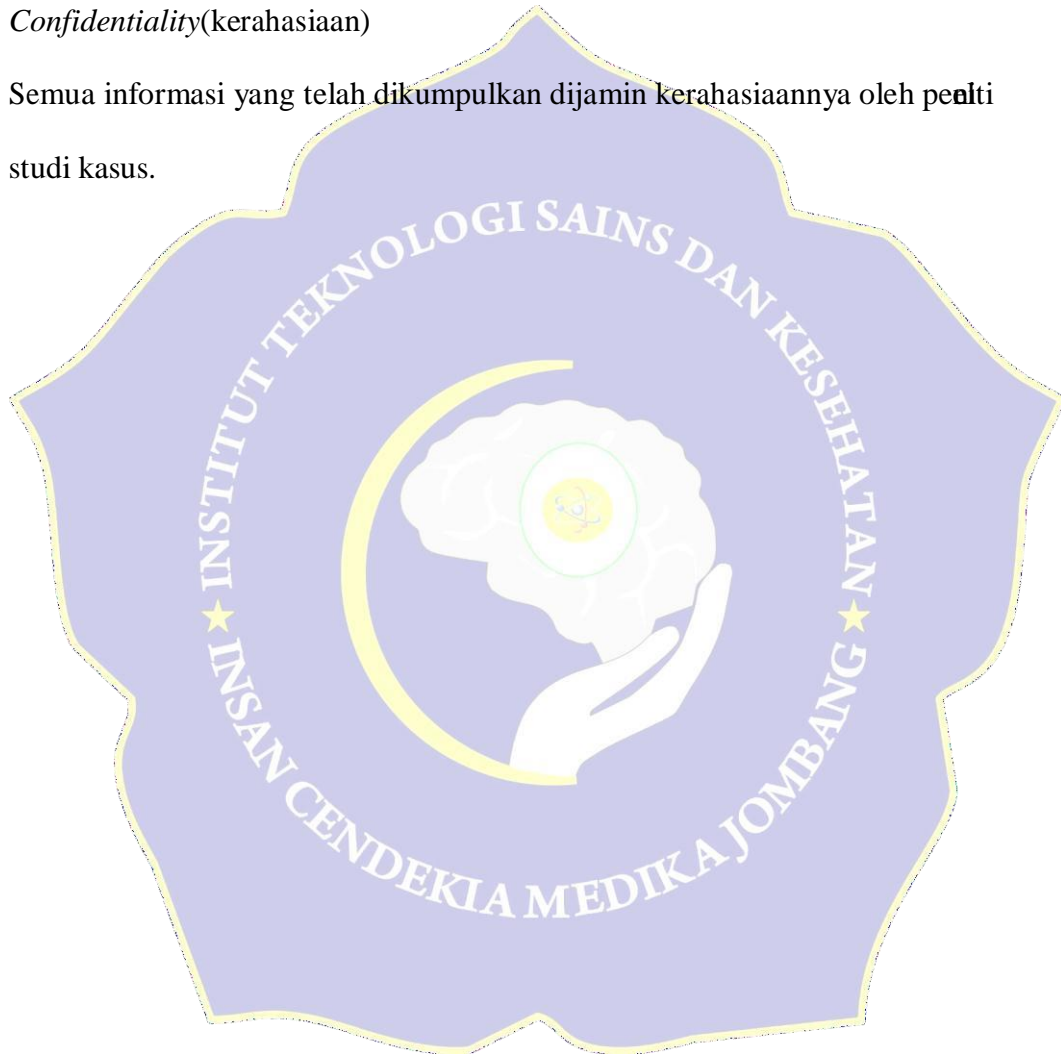 Confidentiality(kerahasiaan)
Semua informasi yang telah dikumpulkan dijamin kerahasiaannya oleh
studi kasus.
INSTITUT TEKNOLOGI SAINS DAN KESEHATAN
INSAN CENDEKIA MEDIKA JOMBANG